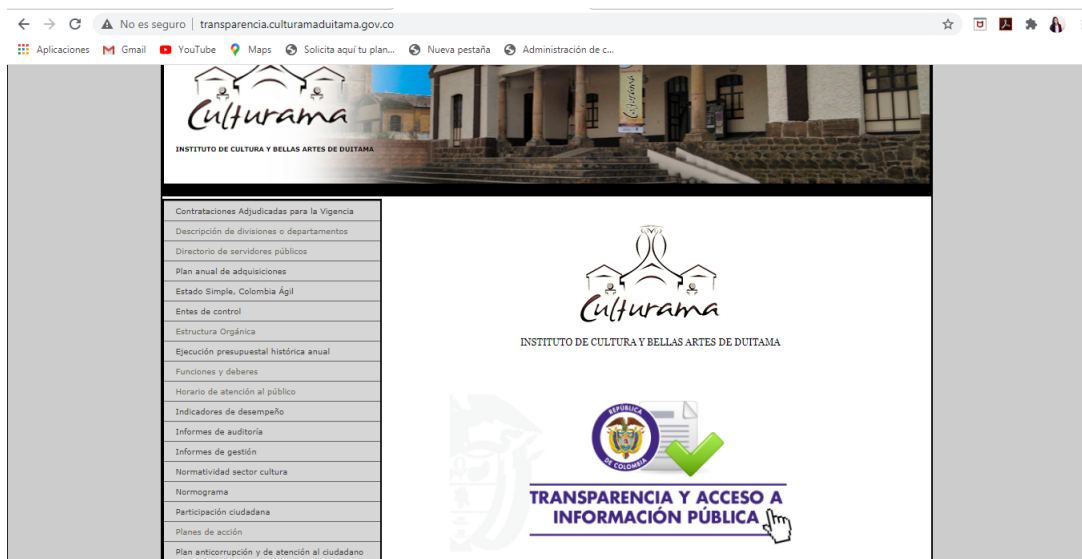 No es seguro | transparencia.culturamaduitama.gov.co
Aplicaciones Gmail YouTube Maps Solicita aquí tu plan... Nueva pestaña Administración de c...
Culturama
INSTITUTO DE CULTURA Y BELLAS ARTES DE DUITAMA
Culturama
Contrataciones Adjudicadas para la Vigencia
Descripción de divisiones o departamentos
Directorio de servidores públicos
Plan anual de adquisiciones
Estado Simple, Colombia Ágil
Entes de control
Estructura Orgánica
Ejecución presupuestal histórica anual
Funciones y deberes
Horario de atención al público
Indicadores de desempeño
Informes de auditoría
Informes de gestión
Normatividad sector cultura
Normograma
Participación ciudadana
Planes de acción
Plan anticorrupción y de atención al ciudadano
Culturama
INSTITUTO DE CULTURA Y BELLAS ARTES DE DUITAMA
REPÚBLICA
DE COLOMBIA
TRANSPARENCIA Y ACCESO A
INFORMACIÓN PÚBLICA